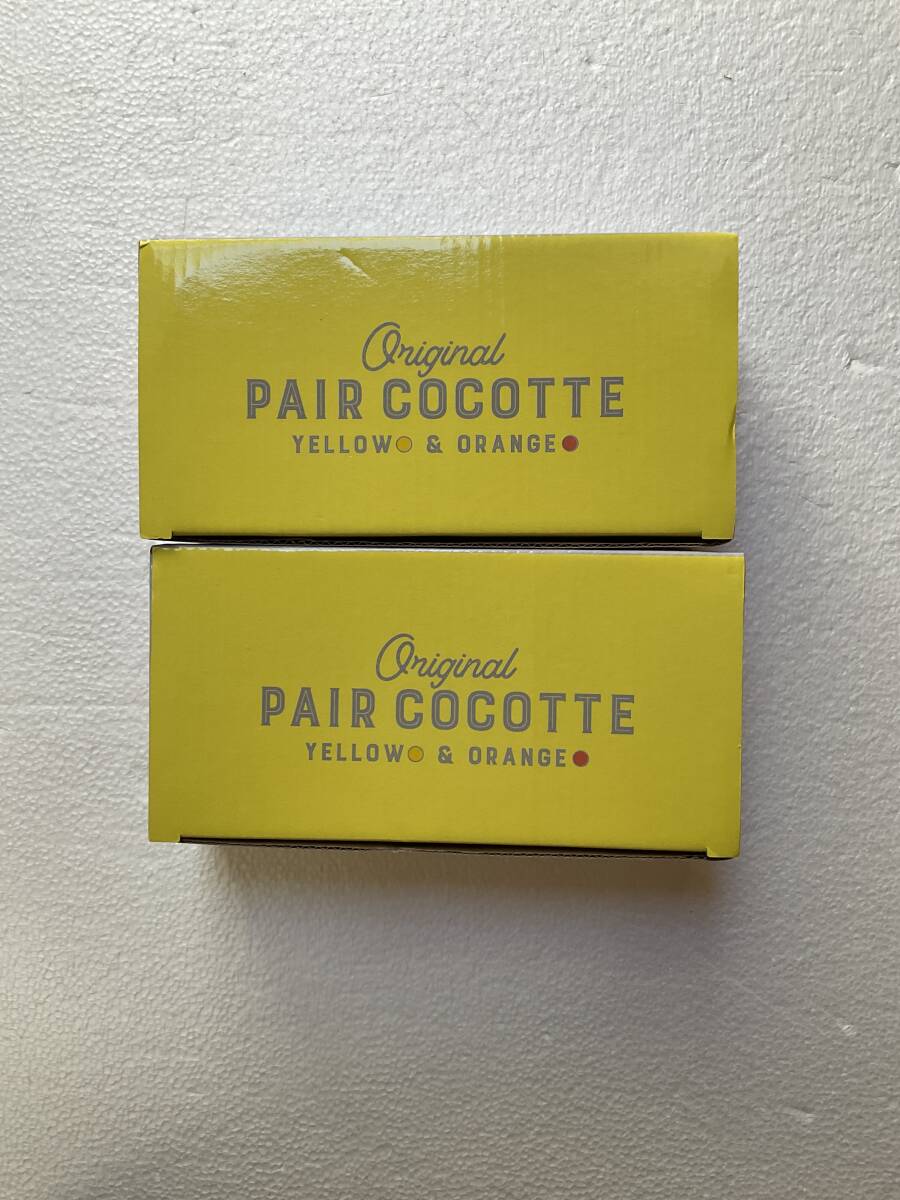 Original
PAIR COCOTTE
YELLOW & ORANGE
Original
PAIR COCOTTE
YELLOW & ORANGE